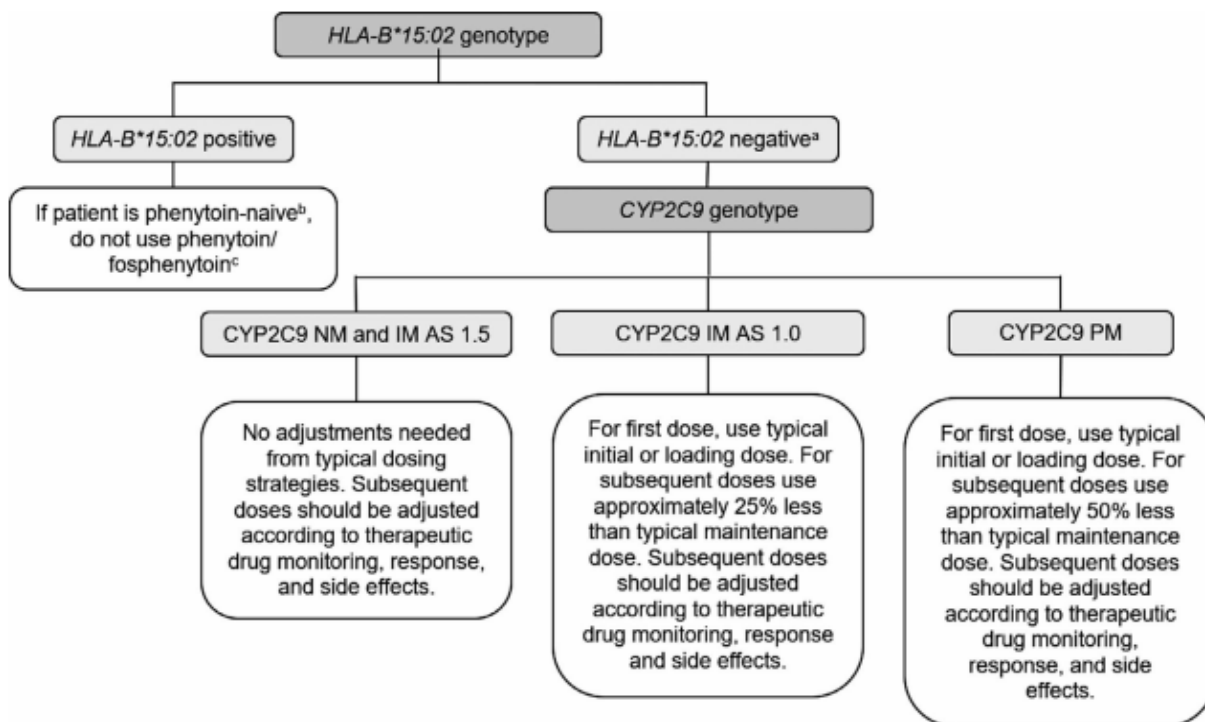 HLA-B*15:02 genotype
HLA-B*15:02 positive
HLA-B*15:02 negativeᵃ
If patient is phenytoin-naiveᵇ,
do not use phenytoin/
fosphenytoinᶜ
CYP2C9 genotype
CYP2C9 NM and IM AS 1.5
CYP2C9 IM AS 1.0
CYP2C9 PM
No adjustments needed
from typical dosing
strategies. Subsequent
doses should be adjusted
according to therapeutic
drug monitoring, response,
and side effects.
For first dose, use typical
initial or loading dose. For
subsequent doses use
approximately 25% less
than typical maintenance
dose. Subsequent doses
should be adjusted
according to therapeutic
drug monitoring, response
and side effects.
For first dose, use typical
initial or loading dose. For
subsequent doses use
approximately 50% less
than typical maintenance
dose. Subsequent doses
should be adjusted
according to therapeutic
drug monitoring,
response, and side
effects.